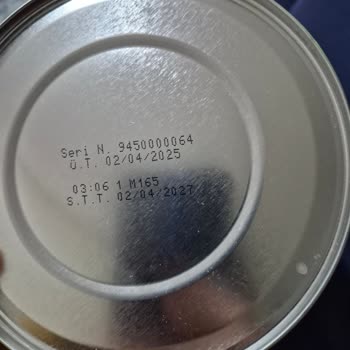 Seri N. 9450000064
Ü.T. 02/04/2025
03:06 1 M165
S.T.T. 02/04/2027